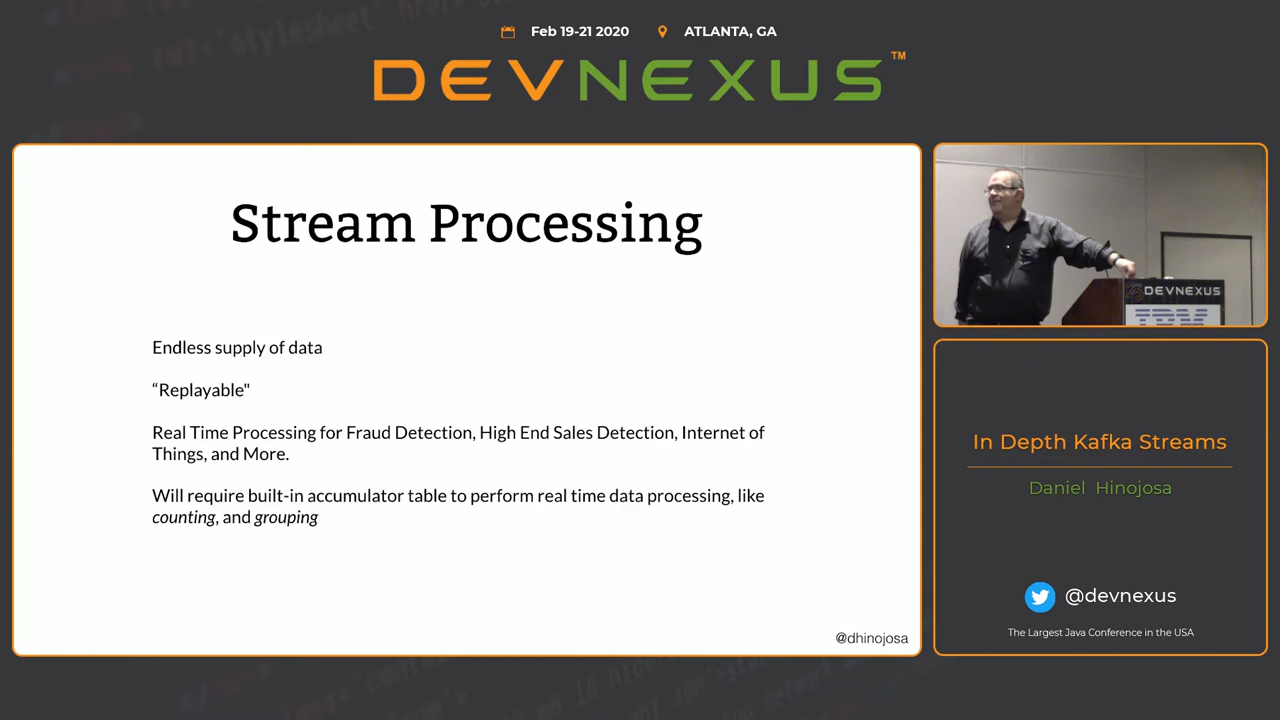 Feb 19-21 2020 ATLANTA, GA
DEVNEXUS™
Stream Processing
Endless supply of data
“Replayable"
Real Time Processing for Fraud Detection, High End Sales Detection, Internet of
Things, and More.
Will require built-in accumulator table to perform real time data processing, like
counting, and grouping
@dhinojosa
DEVNEXUS
IBM
In Depth Kafka Streams
Daniel Hinojosa
@devnexus
The Largest Java Conference in the USA